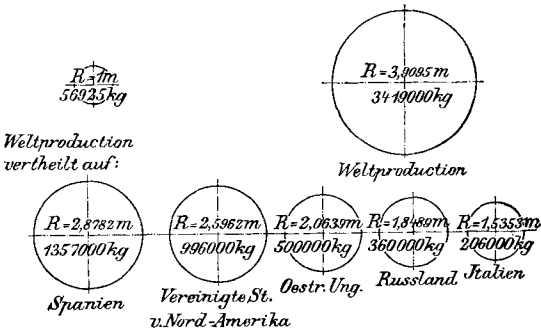 R=1m
56925kg
R=3,9095m
3419000kg
Weltproduction
vertheilt auf:
Weltproduction
R=2,8782m
1357000kg
Spanien
R=2,5962m
996000kg
Vereinigte St.
v. Nord-Amerika
R=2,0639m
500000kg
Oestr. Ung.
R=1,8489m
360000kg
Russland
R=1,5353m
206000kg
Italien